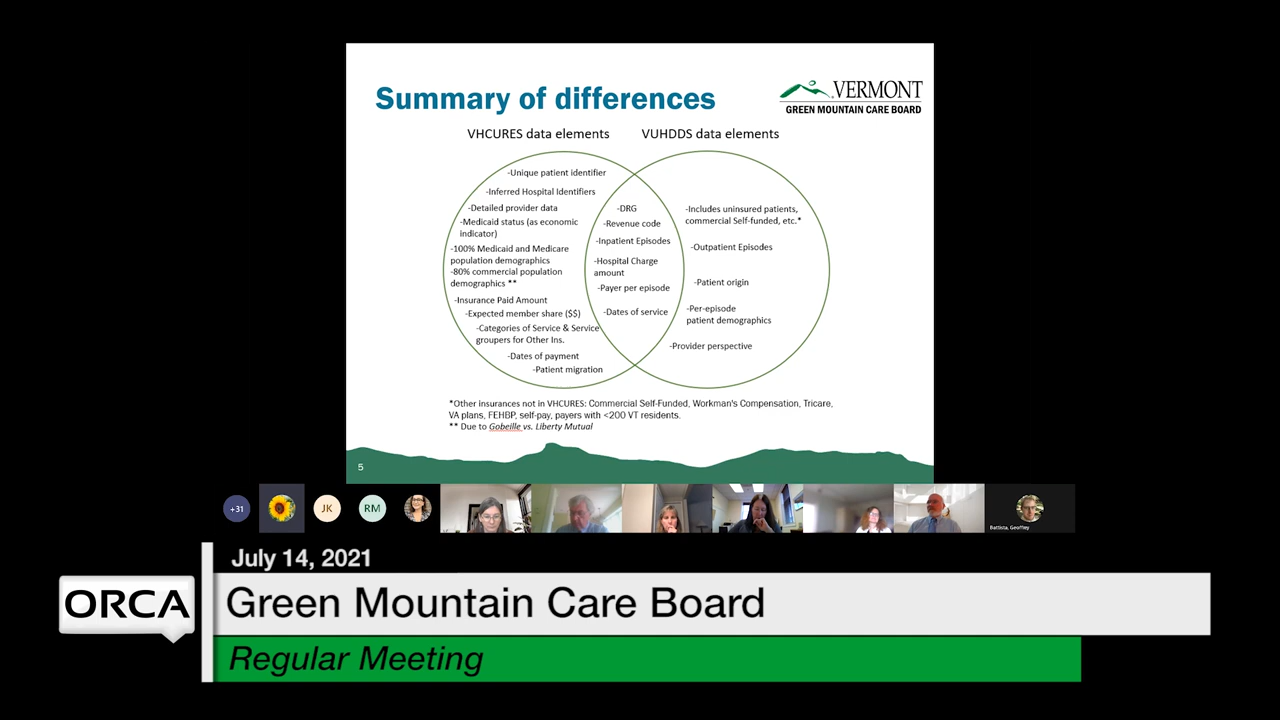 Summary of differences
VERMONT
GREEN MOUNTAIN CARE BOARD
VHCURES data elements
VUHDDS data elements
-Unique patient identifier
-Inferred Hospital Identifiers
-Detailed provider data
-Medicaid status (as economic
indicator)
-100% Medicaid and Medicare
population demographics
-80% commercial population
demographics **
-Insurance Paid Amount
-Expected member share ($$)
-Categories of Service & Service
groupers for Other Ins.
-Dates of payment
-Patient migration
-DRG
-Revenue code
-Inpatient Episodes
-Hospital Charge
amount
-Payer per episode
-Dates of service
-Includes uninsured patients,
commercial Self-funded, etc.*
-Outpatient Episodes
-Patient origin
-Per-episode
patient demographics
-Provider perspective
*Other insurances not in VHCURES: Commercial Self-Funded, Workman's Compensation, Tricare,
VA plans, FEHBP, self-pay, payers with <200 VT residents.
** Due to Gobeille vs. Liberty Mutual
5
+31
JK
RM
Battista, Geoffrey
July 14, 2021
ORCA
Green Mountain Care Board
Regular Meeting